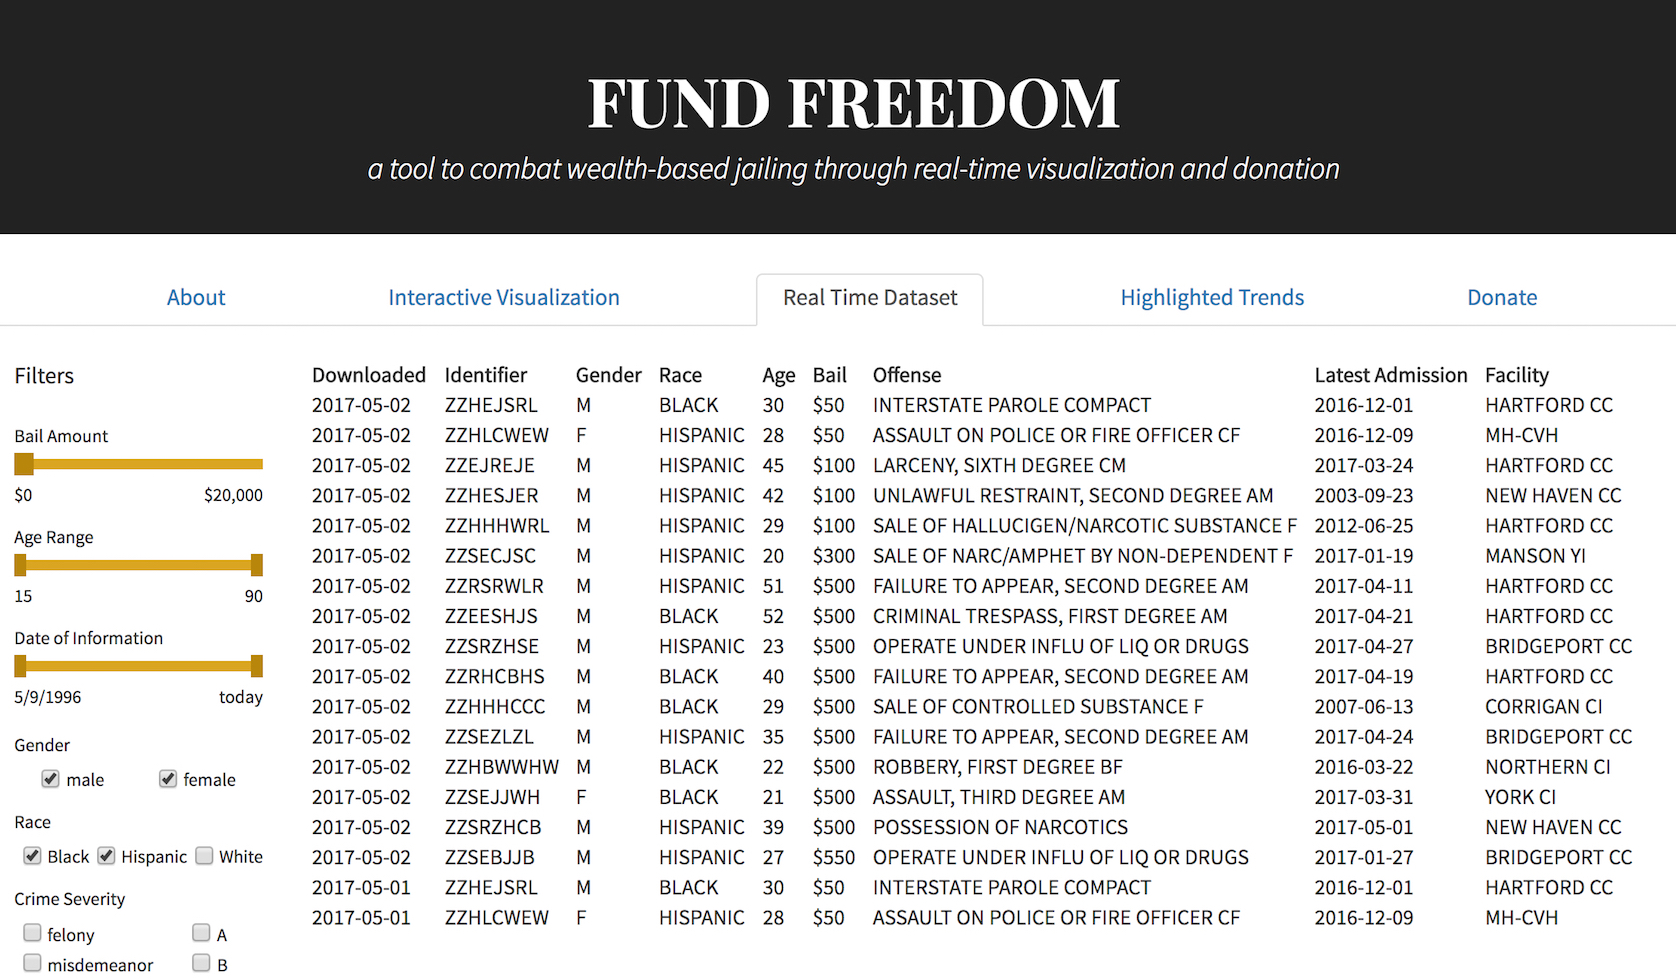 FUND FREEDOM
a tool to combat wealth-based jailing through real-time visualization and donation
About Interactive Visualization Real Time Dataset Highlighted Trends Donate
Filters
Bail Amount
$0 $20,000
Age Range
15 90
Date of Information
5/9/1996 today
Gender
male female
Race
Black Hispanic White
Crime Severity
felony A
misdemeanor B
Downloaded Identifier Gender Race Age Bail Offense Latest Admission Facility
2017-05-02 ZZHEJSRL M BLACK 30 $50 INTERSTATE PAROLE COMPACT 2016-12-01 HARTFORD CC
2017-05-02 ZZHLCWEW F HISPANIC 28 $50 ASSAULT ON POLICE OR FIRE OFFICER CF 2016-12-09 MH-CVH
2017-05-02 ZZEJREJE M HISPANIC 45 $100 LARCENY, SIXTH DEGREE CM 2017-03-24 HARTFORD CC
2017-05-02 ZZHESJER M HISPANIC 42 $100 UNLAWFUL RESTRAINT, SECOND DEGREE AM 2003-09-23 NEW HAVEN CC
2017-05-02 ZZHHHWRL M HISPANIC 29 $100 SALE OF HALLUCIGEN/NARCOTIC SUBSTANCE F 2012-06-25 HARTFORD CC
2017-05-02 ZZSECJSC M HISPANIC 20 $300 SALE OF NARC/AMPHET BY NON-DEPENDENT F 2017-01-19 MANSON YI
2017-05-02 ZZRSRWLR M HISPANIC 51 $500 FAILURE TO APPEAR, SECOND DEGREE AM 2017-04-11 HARTFORD CC
2017-05-02 ZZEESHJS M BLACK 52 $500 CRIMINAL TRESPASS, FIRST DEGREE AM 2017-04-21 HARTFORD CC
2017-05-02 ZZSRZHSE M HISPANIC 23 $500 OPERATE UNDER INFLU OF LIQ OR DRUGS 2017-04-27 BRIDGEPORT CC
2017-05-02 ZZRHCBHS M BLACK 40 $500 FAILURE TO APPEAR, SECOND DEGREE AM 2017-04-19 HARTFORD CC
2017-05-02 ZZHHHCCC M BLACK 29 $500 SALE OF CONTROLLED SUBSTANCE F 2007-06-13 CORRIGAN CI
2017-05-02 ZZSEZLZL M HISPANIC 35 $500 FAILURE TO APPEAR, SECOND DEGREE AM 2017-04-24 BRIDGEPORT CC
2017-05-02 ZZHBWWHW M BLACK 22 $500 ROBBERY, FIRST DEGREE BF 2016-03-22 NORTHERN CI
2017-05-02 ZZSEJJWH F BLACK 21 $500 ASSAULT, THIRD DEGREE AM 2017-03-31 YORK CI
2017-05-02 ZZSRZHCB M HISPANIC 39 $500 POSSESSION OF NARCOTICS 2017-05-01 NEW HAVEN CC
2017-05-02 ZZSEBJJB M HISPANIC 27 $550 OPERATE UNDER INFLU OF LIQ OR DRUGS 2017-01-27 BRIDGEPORT CC
2017-05-01 ZZHEJSRL M BLACK 30 $50 INTERSTATE PAROLE COMPACT 2016-12-01 HARTFORD CC
2017-05-01 ZZHLCWEW F HISPANIC 28 $50 ASSAULT ON POLICE OR FIRE OFFICER CF 2016-12-09 MH-CVH